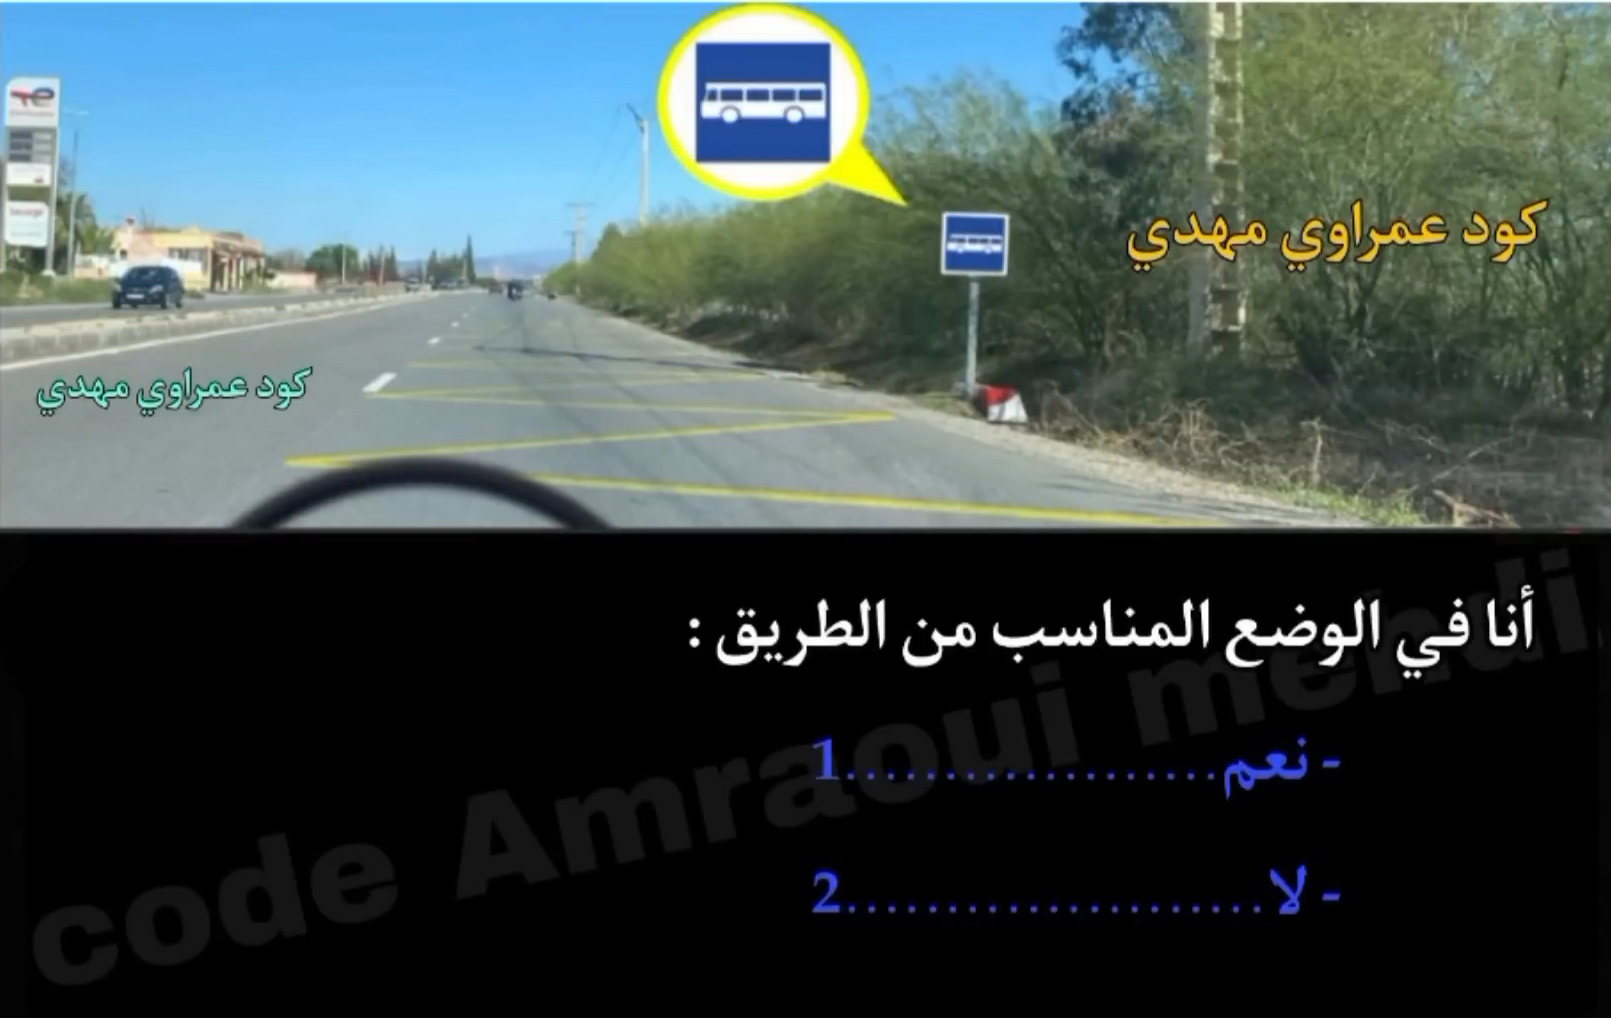 كود عمراوي مهدي
كود عمراوي مهدي
أنا في الوضع المناسب من الطريق :
- نعم...................1
- لا.....................2
code Amraoui mehdi